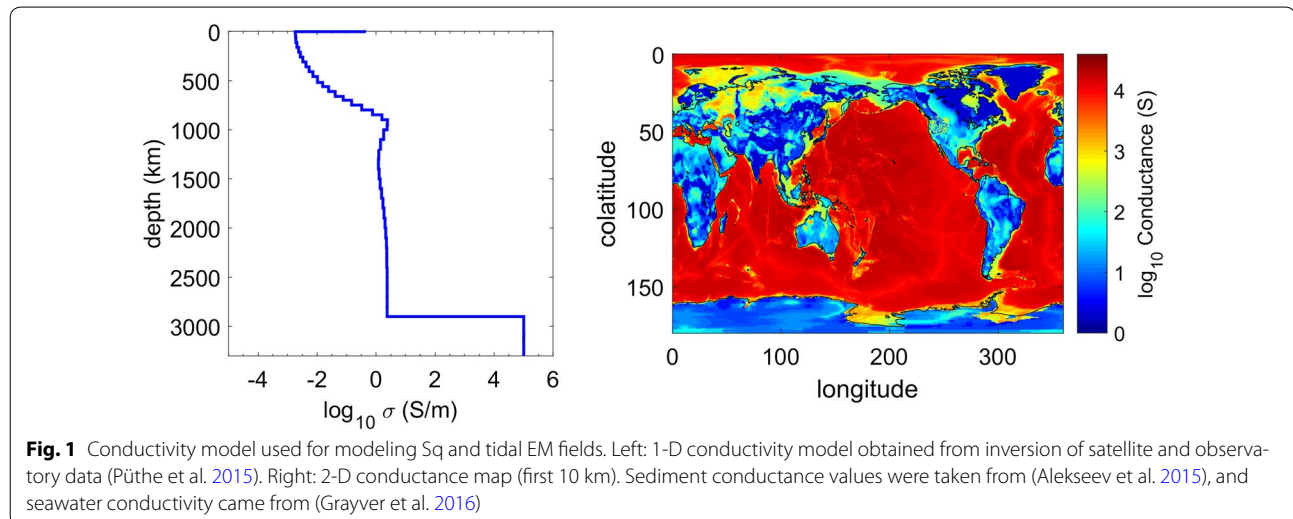 0
500
1000
1500
2000
2500
3000
depth (km)
-4 -2 0 2 4 6
log10 σ (S/m)
0
50
100
150
colatitude
0 100 200 300
longitude
4
3
2
1
0
log10 Conductance (S)
Fig. 1 Conductivity model used for modeling Sq and tidal EM fields. Left: 1-D conductivity model obtained from inversion of satellite and observa-
tory data (Püthe et al. 2015). Right: 2-D conductance map (first 10 km). Sediment conductance values were taken from (Alekseev et al. 2015), and
seawater conductivity came from (Grayver et al. 2016)